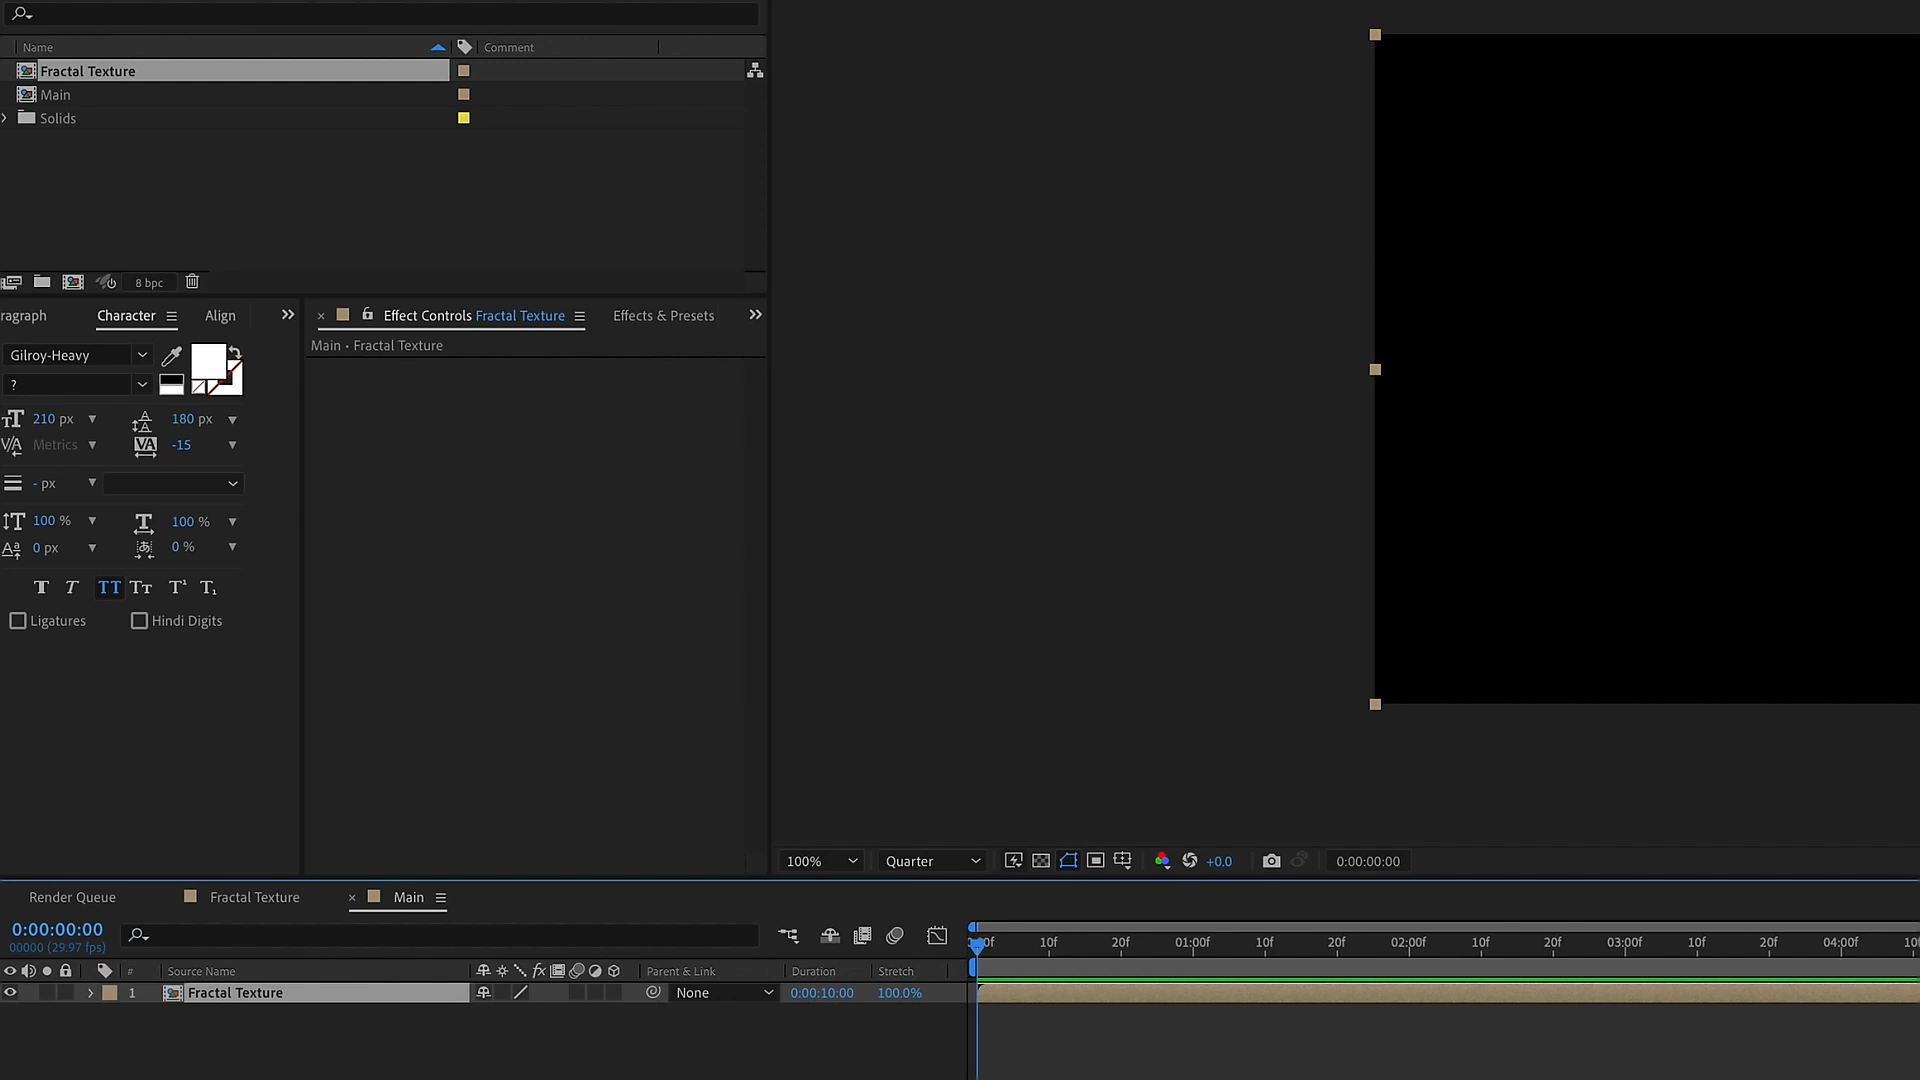 Name Comment
Fractal Texture
Main
Solids
8 bpc
ragraph Character Align
Effect Controls Fractal Texture Effects & Presets
Main • Fractal Texture
Gilroy-Heavy
?
210 px 180 px
Metrics -15
- px
100 % 100 %
0 px 0 %
Ligatures Hindi Digits
100% Quarter +0.0 0:00:00:00
Render Queue Fractal Texture Main
0:00:00:00
00000 (29.97 fps)
10f 20f 01:00f 10f 20f 02:00f 10f 20f 03:00f 10f 20f 04:00f 10
# Source Name Parent & Link Duration Stretch
1 Fractal Texture None 0:00:10:00 100.0%